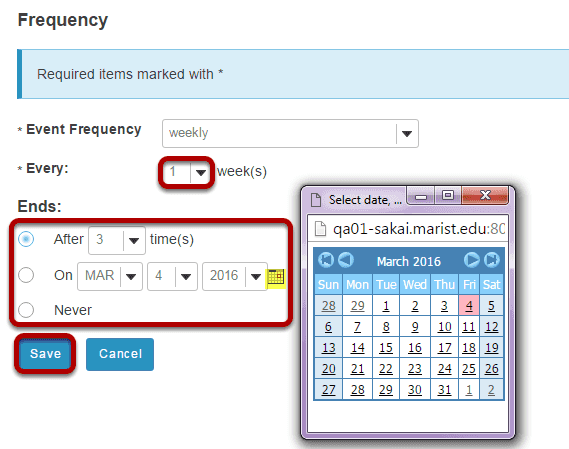 Frequency
Required items marked with *
* Event Frequency weekly
* Every: 1 week(s)
Ends:
After 3 time(s)
On MAR 4 2016
Never
Save Cancel
Select date, ...
qa01-sakai.marist.edu:80
March 2016
Sun Mon Tue Wed Thu Fri Sat
28 29 1 2 3 4 5
6 7 8 9 10 11 12
13 14 15 16 17 18 19
20 21 22 23 24 25 26
27 28 29 30 31 1 2